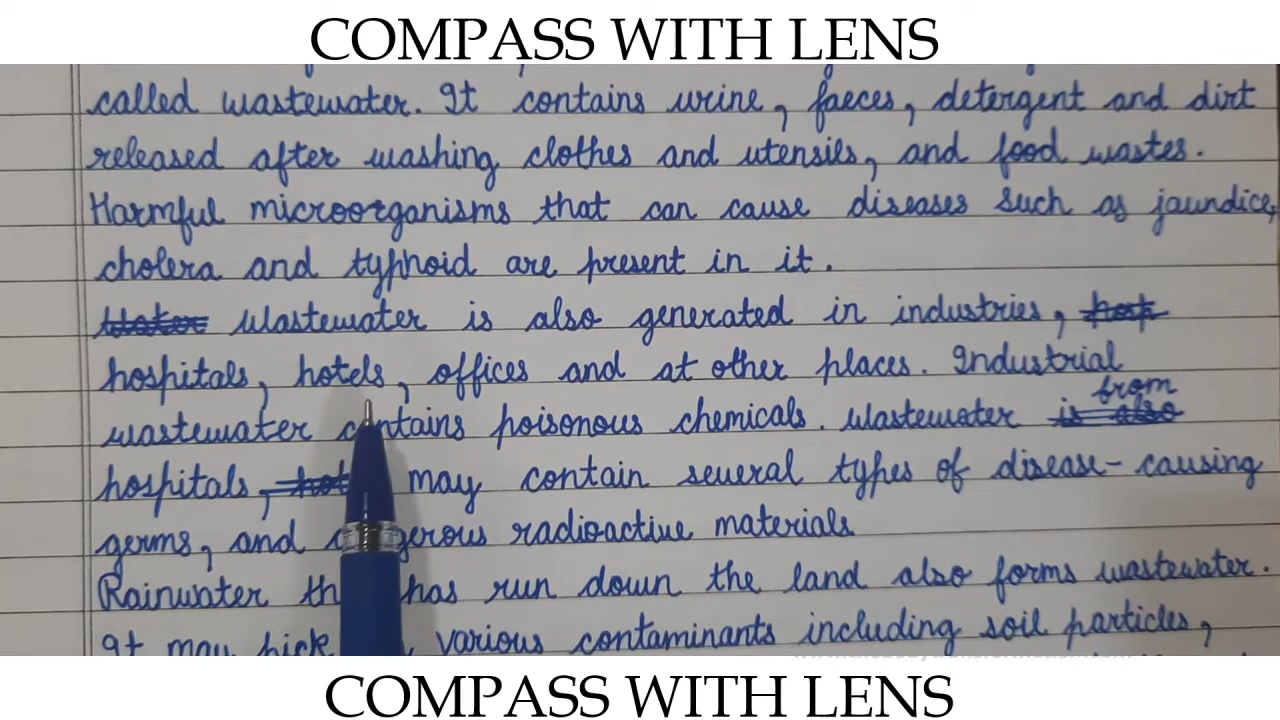 COMPASS WITH LENS
called wastewater. It contains urine, faeces, detergent and dirt
released after washing clothes and utensils, and food wastes.
Harmful microorganisms that can cause diseases such as jaundice,
cholera and typhoid are present in it.
Wastewater is also generated in industries,
hospitals, hotels, offices and at other places. Industrial
wastewater contains poisonous chemicals. Wastewater from
hospitals, may contain several types of disease-causing
germs, and dangerous radioactive materials.
Rainwater has run down the land also forms wastewater.
It may pick various contaminants including soil particles,
COMPASS WITH LENS